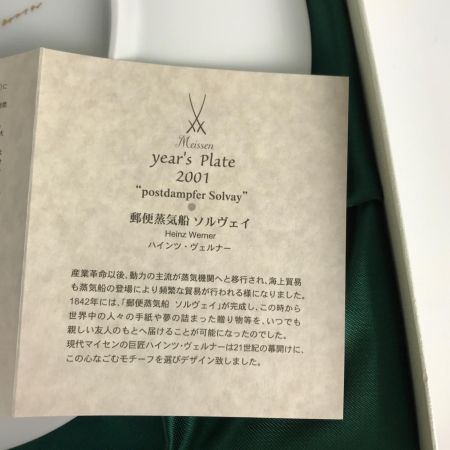 Meissen
year's Plate
2001
"postdampfer Solvay"
郵便蒸気船 ソルヴェイ
Heinz Werner
ハインツ・ヴェルナー
産業革命以後、動力の主流が蒸気機関へと移行され、海上貿易
も蒸気船の登場により頻繁な貿易が行われる様になりました。
1842年には、「郵便蒸気船 ソルヴェイ」が完成し、この時から
世界中の人々の手紙や夢の詰まった贈り物等を、いつでも
親しい友人のもとへ届けることが可能になったのでした。
現代マイセンの巨匠ハインツ・ヴェルナーは21世紀の幕開けに、
この心なごむモチーフを選びデザイン致しました。